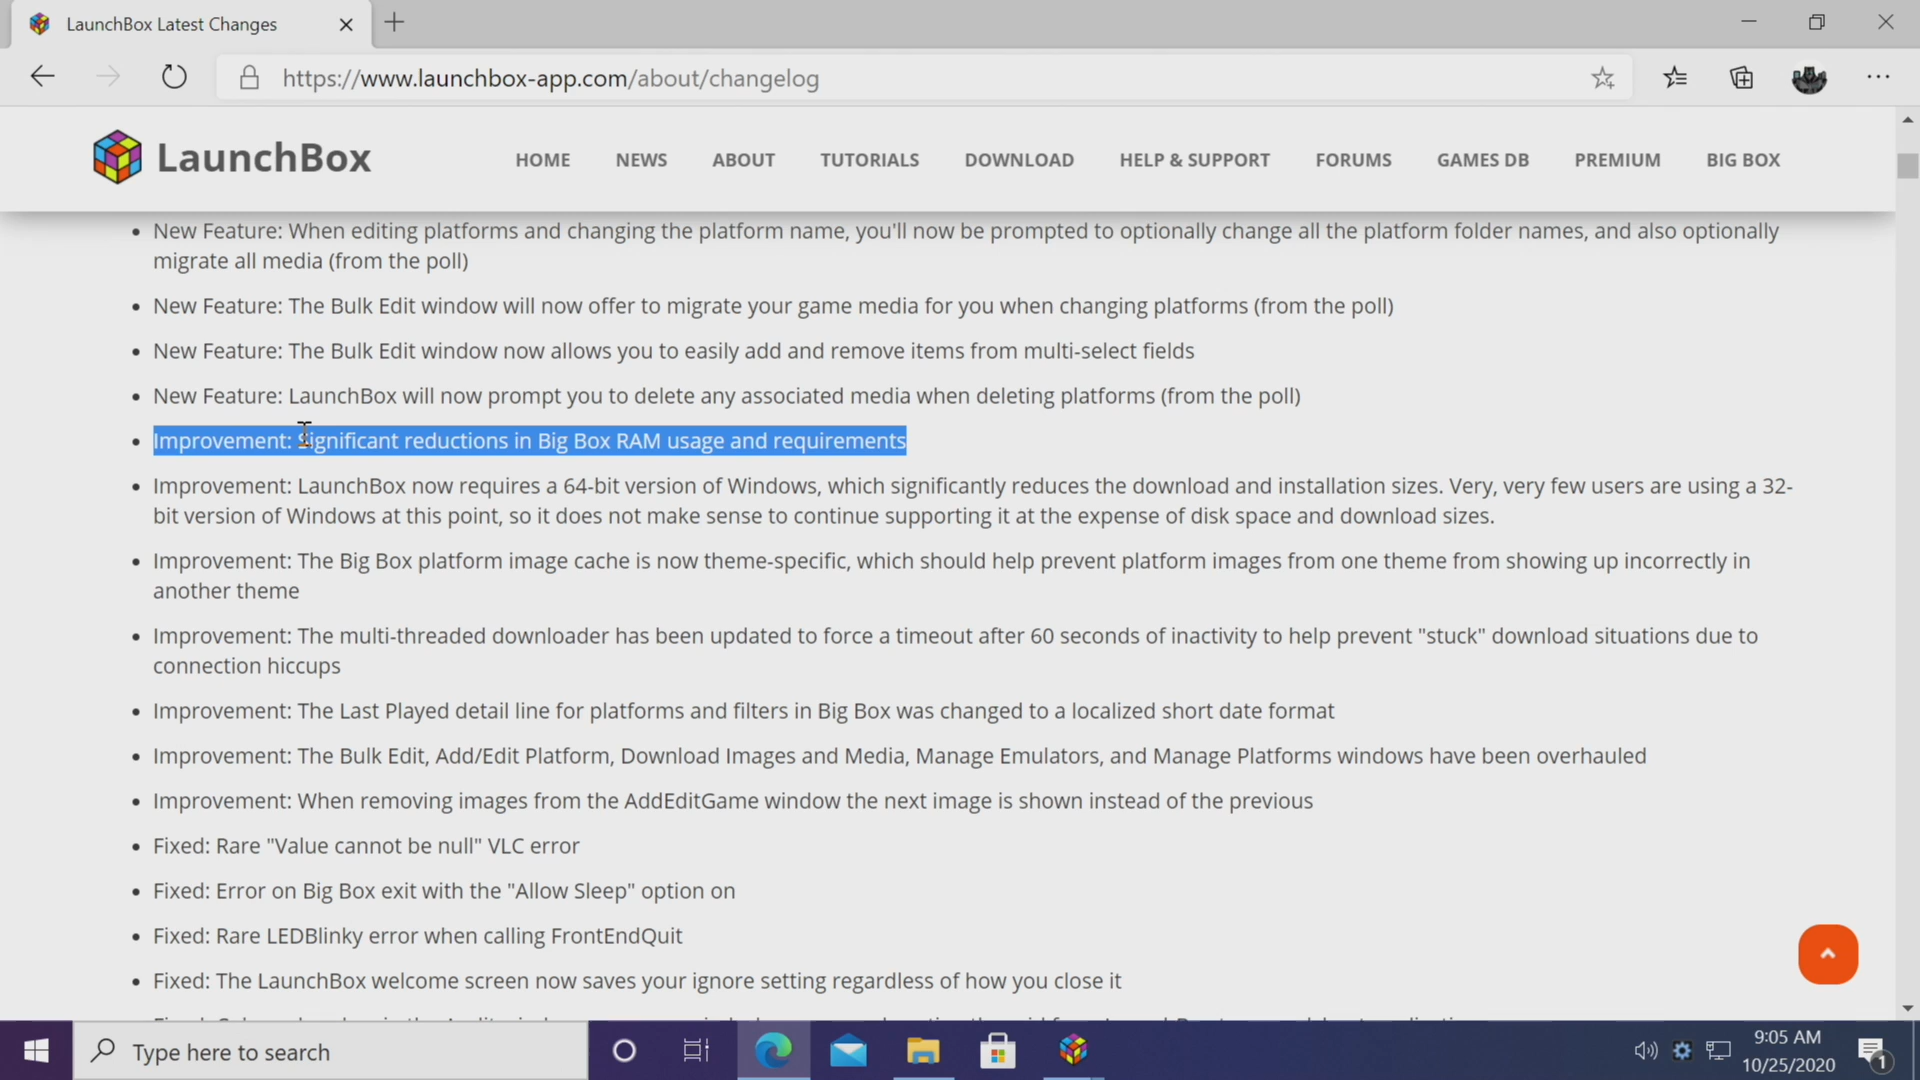 LaunchBox Latest Changes
https://www.launchbox-app.com/about/changelog
LaunchBox
HOME NEWS ABOUT TUTORIALS DOWNLOAD HELP & SUPPORT FORUMS GAMES DB PREMIUM BIG BOX
• New Feature: When editing platforms and changing the platform name, you'll now be prompted to optionally change all the platform folder names, and also optionally
migrate all media (from the poll)
• New Feature: The Bulk Edit window will now offer to migrate your game media for you when changing platforms (from the poll)
• New Feature: The Bulk Edit window now allows you to easily add and remove items from multi-select fields
• New Feature: LaunchBox will now prompt you to delete any associated media when deleting platforms (from the poll)
• Improvement: Significant reductions in Big Box RAM usage and requirements
• Improvement: LaunchBox now requires a 64-bit version of Windows, which significantly reduces the download and installation sizes. Very, very few users are using a 32-
bit version of Windows at this point, so it does not make sense to continue supporting it at the expense of disk space and download sizes.
• Improvement: The Big Box platform image cache is now theme-specific, which should help prevent platform images from one theme from showing up incorrectly in
another theme
• Improvement: The multi-threaded downloader has been updated to force a timeout after 60 seconds of inactivity to help prevent "stuck" download situations due to
connection hiccups
• Improvement: The Last Played detail line for platforms and filters in Big Box was changed to a localized short date format
• Improvement: The Bulk Edit, Add/Edit Platform, Download Images and Media, Manage Emulators, and Manage Platforms windows have been overhauled
• Improvement: When removing images from the AddEditGame window the next image is shown instead of the previous
• Fixed: Rare "Value cannot be null" VLC error
• Fixed: Error on Big Box exit with the "Allow Sleep" option on
• Fixed: Rare LEDBlinky error when calling FrontEndQuit
• Fixed: The LaunchBox welcome screen now saves your ignore setting regardless of how you close it
Type here to search
9:05 AM
10/25/2020
1